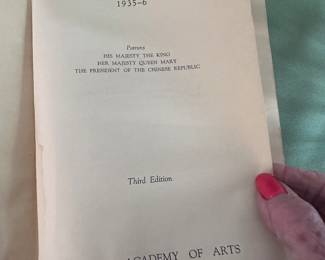 1935–6
Patrons
HIS MAJESTY THE KING
HER MAJESTY QUEEN MARY
THE PRESIDENT OF THE CHINESE REPUBLIC
Third Edition
ACADEMY OF ARTS